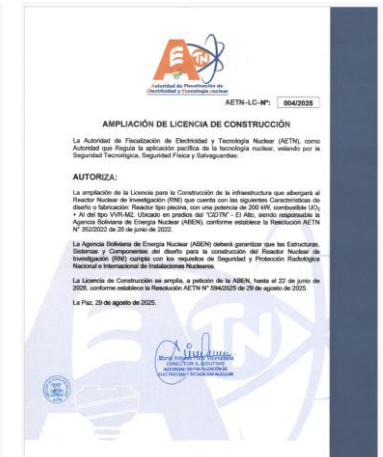 AETN
Autoridad de Fiscalización de
Electricidad y Tecnología Nuclear
AETN-LC-Nº: 004/2025
AMPLIACIÓN DE LICENCIA DE CONSTRUCCIÓN
La Autoridad de Fiscalización de Electricidad y Tecnología Nuclear (AETN), como
Autoridad que Regula la aplicación pacífica de la tecnología nuclear, velando por la
Seguridad Tecnológica, Seguridad Física y Salvaguardias:
AUTORIZA:
La ampliación de la Licencia para la Construcción de la infraestructura que albergará al
Reactor Nuclear de Investigación (RNI) que cuenta con las siguientes Características de
diseño o fabricación: Reactor tipo piscina, con una potencia de 200 kW, combustible UO₂
+ Al del tipo VVR-M2. Ubicado en predios del "CIDTN" - El Alto, siendo responsable la
Agencia Boliviana de Energía Nuclear (ABEN), conforme establece la Resolución AETN
N° 352/2022 de 20 de junio de 2022.
La Agencia Boliviana de Energía Nuclear (ABEN) deberá garantizar que las Estructuras,
Sistemas y Componentes del diseño para la construcción del Reactor Nuclear de
Investigación (RNI) cumpla con los requisitos de Seguridad y Protección Radiológica
Nacional e Internacional de Instalaciones Nucleares.
La Licencia de Construcción se amplia, a petición de la ABEN, hasta el 22 de junio de
2026, conforme establece la Resolución AETN N° 594/2025 de 29 de agosto de 2025.
La Paz, 29 de agosto de 2025.
DIRECTOR EJECUTIVO
AUTORIDAD DE FISCALIZACIÓN DE
ELECTRICIDAD Y TECNOLOGÍA NUCLEAR